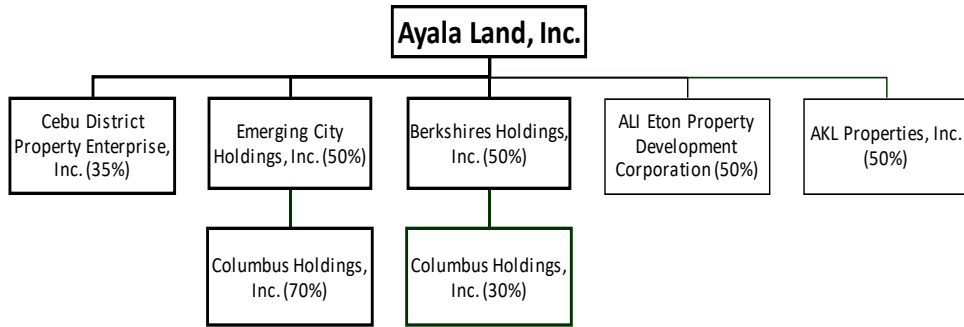 Ayala Land, Inc.
Cebu District
Property Enterprise,
Inc. (35%)
Emerging City
Holdings, Inc. (50%)
Berkshires Holdings,
Inc. (50%)
ALI Eton Property
Development
Corporation (50%)
AKL Properties, Inc.
(50%)
Columbus Holdings,
Inc. (70%)
Columbus Holdings,
Inc. (30%)